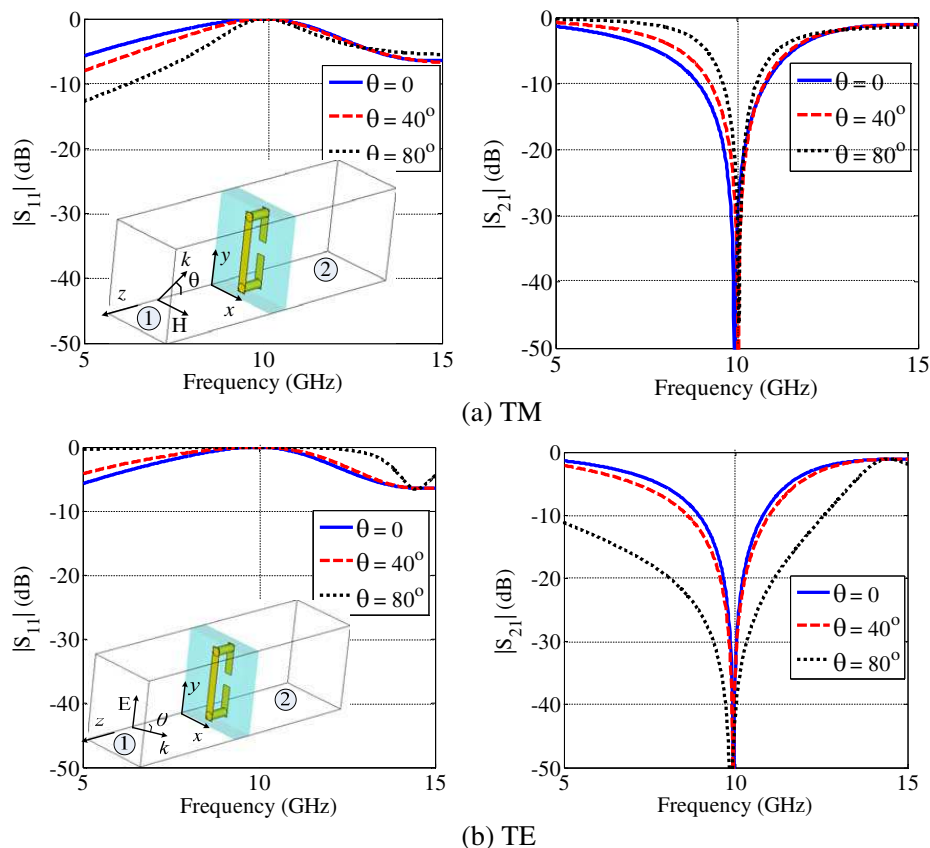 0
-10
-20
-30
-40
-50
|S11| (dB)
θ = 0
θ = 40°
θ = 80°
k
θ
y
z
1
H
x
2
5
10
15
Frequency (GHz)
0
-10
-20
-30
-40
-50
|S21| (dB)
θ = 0
θ = 40°
θ = 80°
5
10
15
Frequency (GHz)
(a) TM
0
-10
-20
-30
-40
-50
|S11| (dB)
θ = 0
θ = 40°
θ = 80°
E
θ
y
z
1
k
x
2
5
10
15
Frequency (GHz)
0
-10
-20
-30
-40
-50
|S21| (dB)
θ = 0
θ = 40°
θ = 80°
5
10
15
Frequency (GHz)
(b) TE